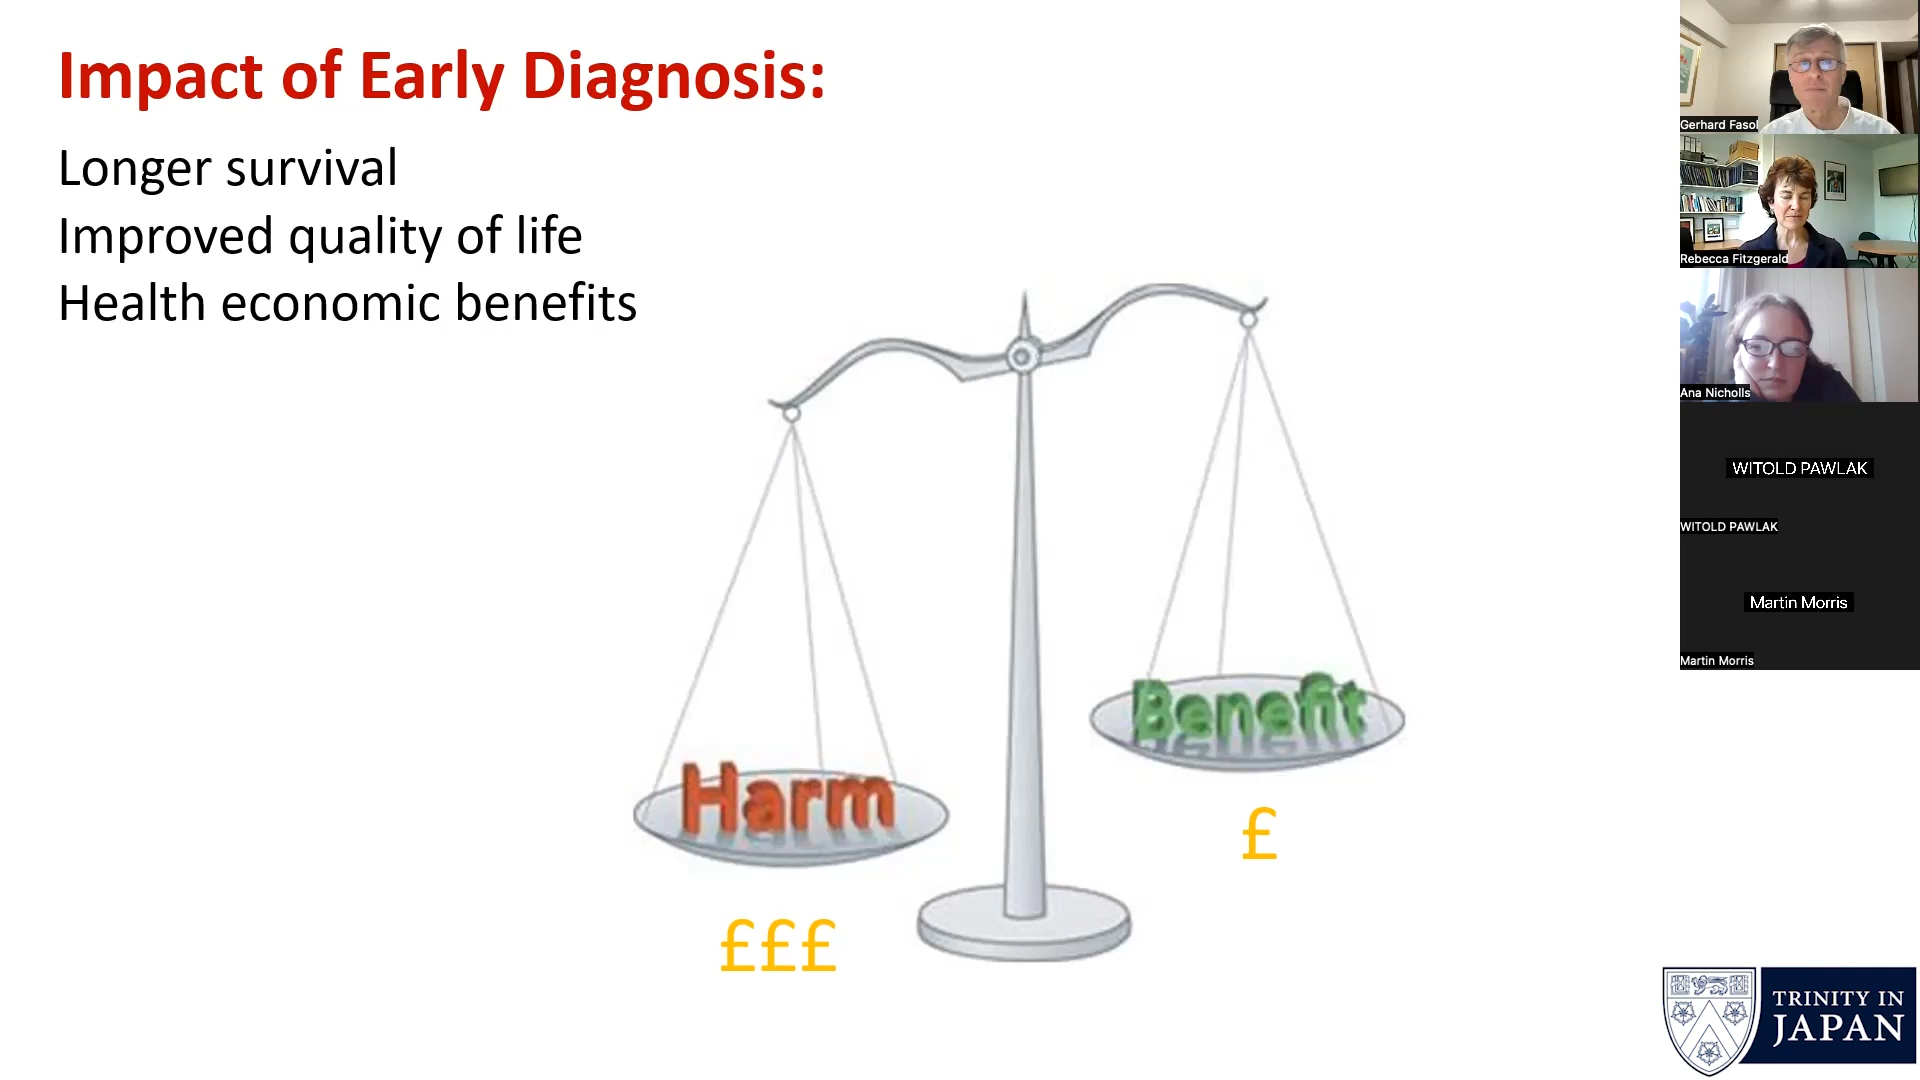 Impact of Early Diagnosis:
Longer survival
Improved quality of life
Health economic benefits
Harm
Benefit
£
£££
Gerhard Fasol
Rebecca Fitzgerald
Ana Nicholls
WITOLD PAWLAK
WITOLD PAWLAK
Martin Morris
Martin Morris
TRINITY IN
JAPAN